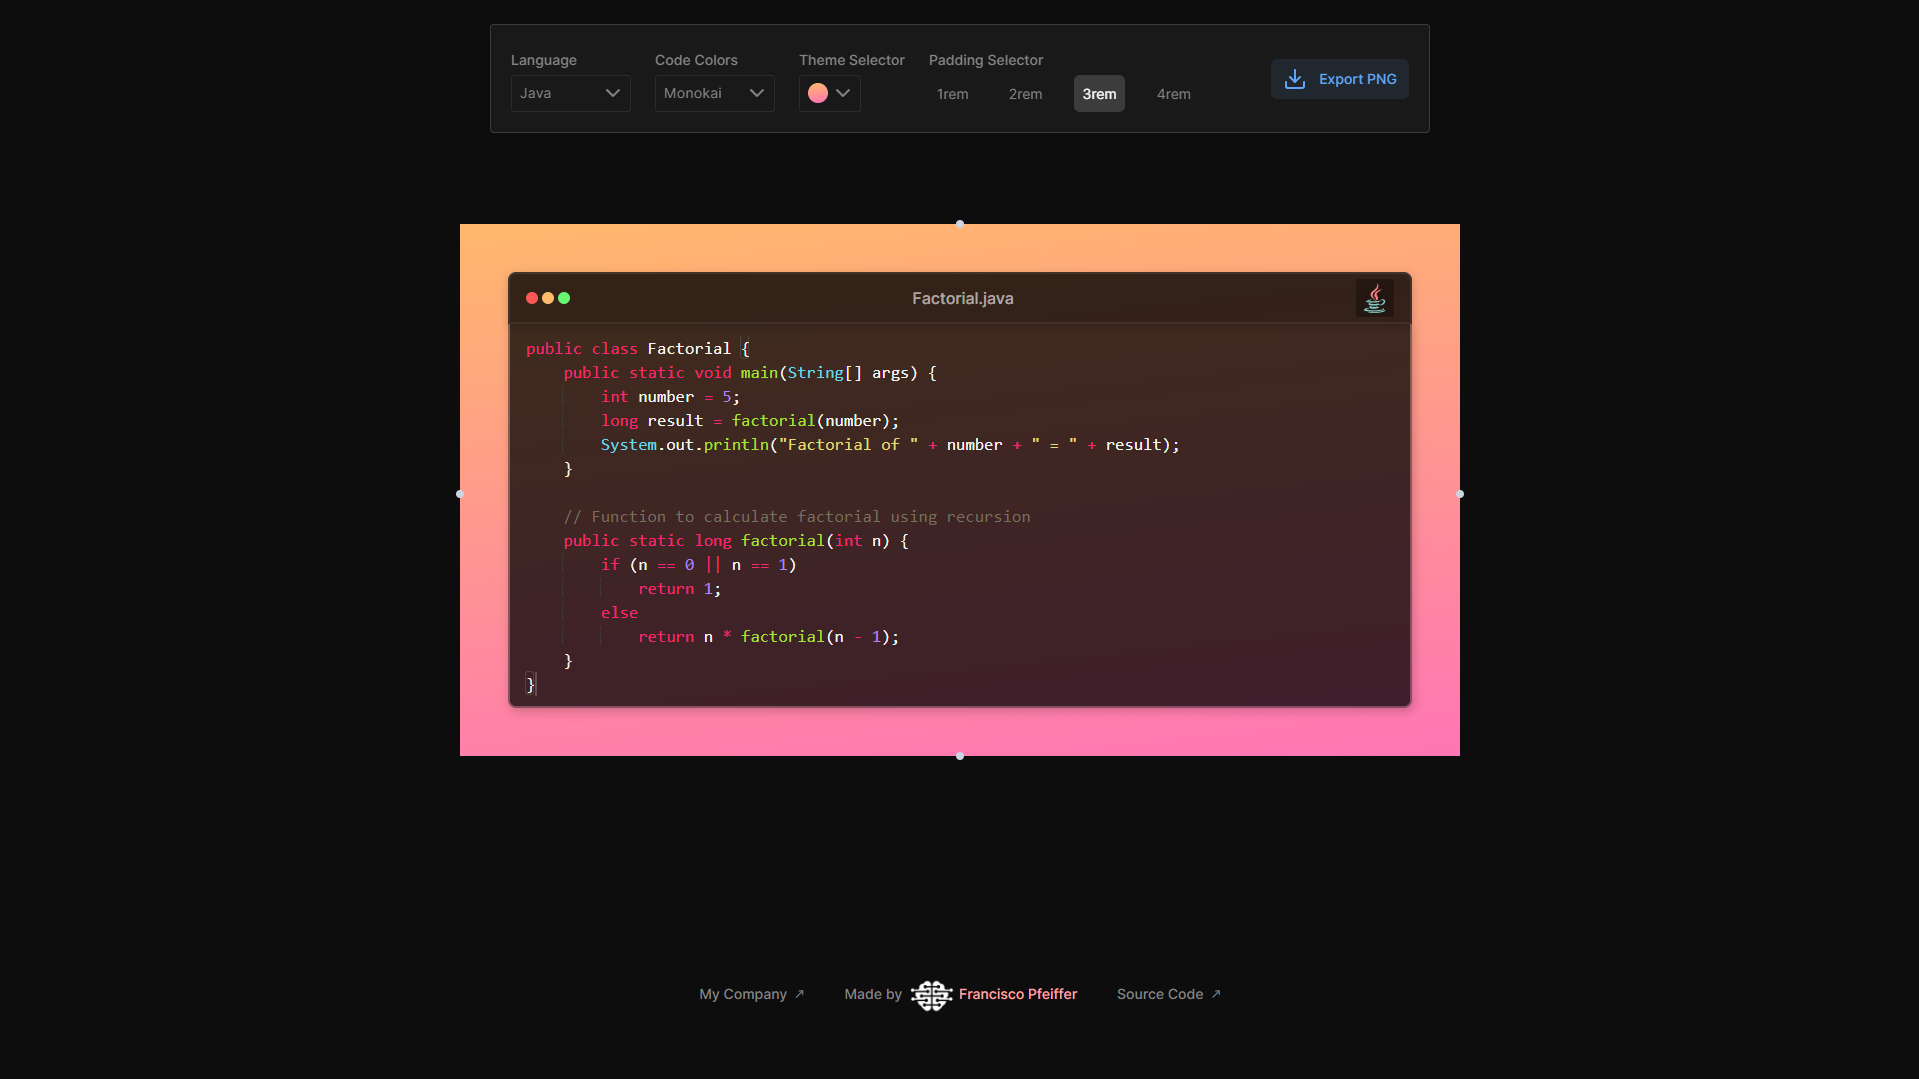 Language
Code Colors
Theme Selector
Padding Selector
Java
Monokai
1rem
2rem
3rem
4rem
Export PNG
Factorial.java
public class Factorial {
    public static void main(String[] args) {
        int number = 5;
        long result = factorial(number);
        System.out.println("Factorial of " + number + " = " + result);
    }
    // Function to calculate factorial using recursion
    public static long factorial(int n) {
        if (n == 0 || n == 1)
            return 1;
        else
            return n * factorial(n - 1);
    }
}
My Company ↗
Made by Francisco Pfeiffer
Source Code ↗